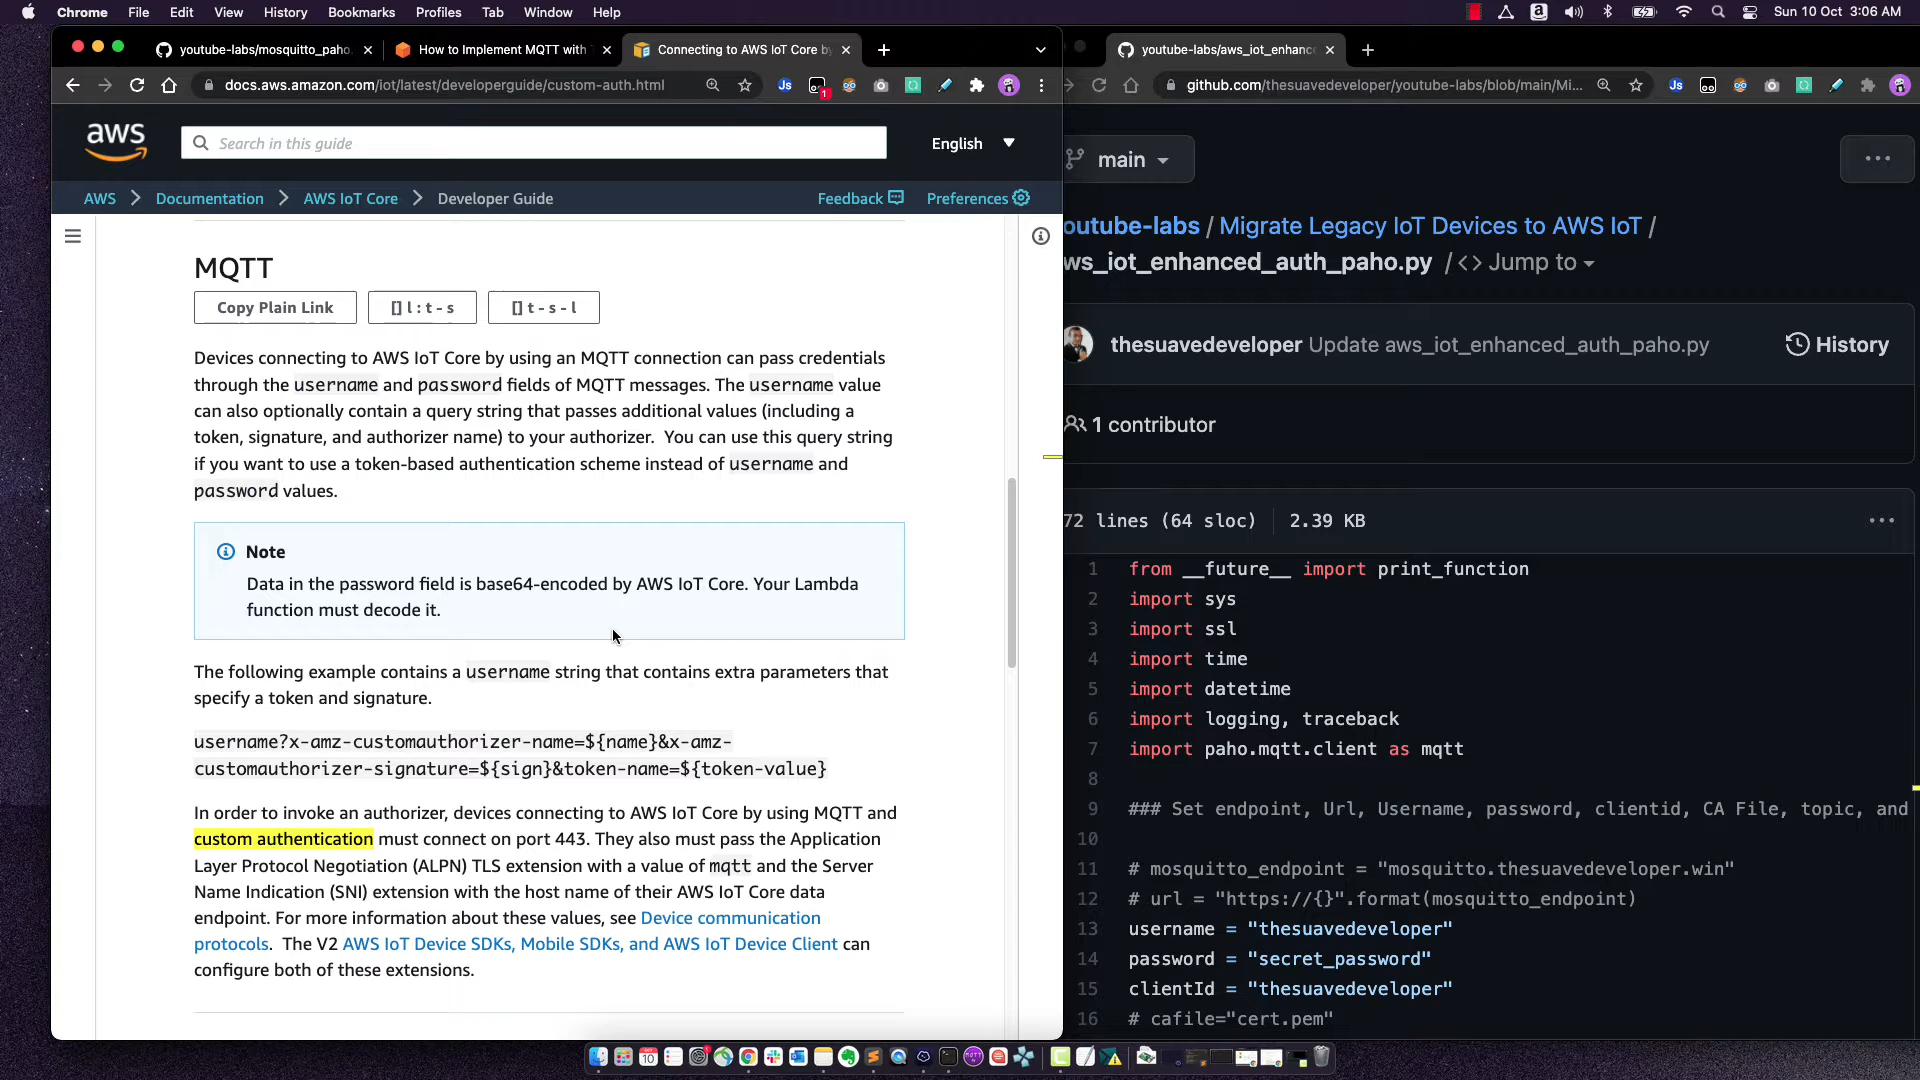 Chrome File Edit View History Bookmarks Profiles Tab Window Help
Sun 10 Oct 3:06 AM
youtube-labs/mosquitto_paho
How to Implement MQTT with
Connecting to AWS IoT Core by
docs.aws.amazon.com/iot/latest/developerguide/custom-auth.html
aws
Search in this guide
English
AWS > Documentation > AWS IoT Core > Developer Guide
Feedback
Preferences
MQTT
Copy Plain Link
[] l : t - s
[] t - s - l
Devices connecting to AWS IoT Core by using an MQTT connection can pass credentials
through the username and password fields of MQTT messages. The username value
can also optionally contain a query string that passes additional values (including a
token, signature, and authorizer name) to your authorizer. You can use this query string
if you want to use a token-based authentication scheme instead of username and
password values.
Note
Data in the password field is base64-encoded by AWS IoT Core. Your Lambda
function must decode it.
The following example contains a username string that contains extra parameters that
specify a token and signature.
username?x-amz-customauthorizer-name=${name}&x-amz-
customauthorizer-signature=${sign}&token-name=${token-value}
In order to invoke an authorizer, devices connecting to AWS IoT Core by using MQTT and
custom authentication must connect on port 443. They also must pass the Application
Layer Protocol Negotiation (ALPN) TLS extension with a value of mqtt and the Server
Name Indication (SNI) extension with the host name of their AWS IoT Core data
endpoint. For more information about these values, see Device communication
protocols. The V2 AWS IoT Device SDKs, Mobile SDKs, and AWS IoT Device Client can
configure both of these extensions.
youtube-labs/aws_iot_enhanc
github.com/thesuavedeveloper/youtube-labs/blob/main/Mi...
main
outube-labs / Migrate Legacy IoT Devices to AWS IoT /
ws_iot_enhanced_auth_paho.py / <> Jump to
thesuavedeveloper Update aws_iot_enhanced_auth_paho.py
History
1 contributor
72 lines (64 sloc) 2.39 KB
1 from __future__ import print_function
2 import sys
3 import ssl
4 import time
5 import datetime
6 import logging, traceback
7 import paho.mqtt.client as mqtt
8
9 ### Set endpoint, Url, Username, password, clientid, CA File, topic, and
10
11 # mosquitto_endpoint = "mosquitto.thesuavedeveloper.win"
12 # url = "https://{}".format(mosquitto_endpoint)
13 username = "thesuavedeveloper"
14 password = "secret_password"
15 clientId = "thesuavedeveloper"
16 # cafile="cert.pem"